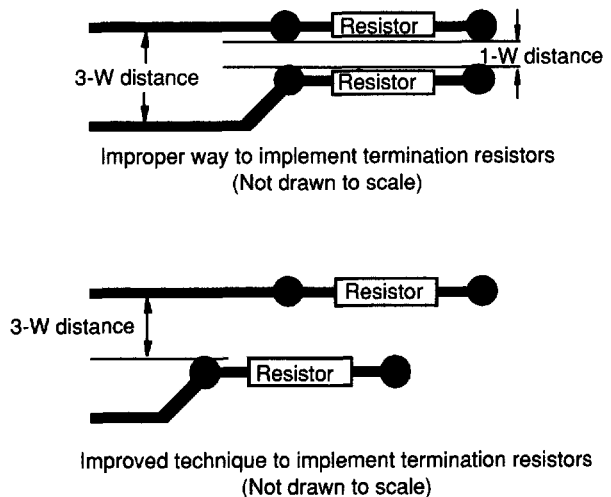 Resistor
1-W distance
3-W distance
Resistor
Improper way to implement termination resistors
(Not drawn to scale)
Resistor
3-W distance
Resistor
Improved technique to implement termination resistors
(Not drawn to scale)